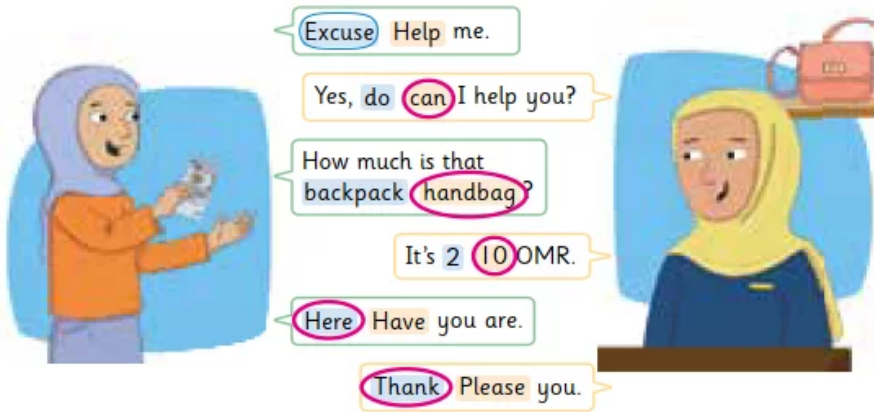 Excuse Help me.
Yes, do can I help you?
How much is that
backpack handbag?
It's 2 10 OMR.
Here Have you are.
Thank Please you.